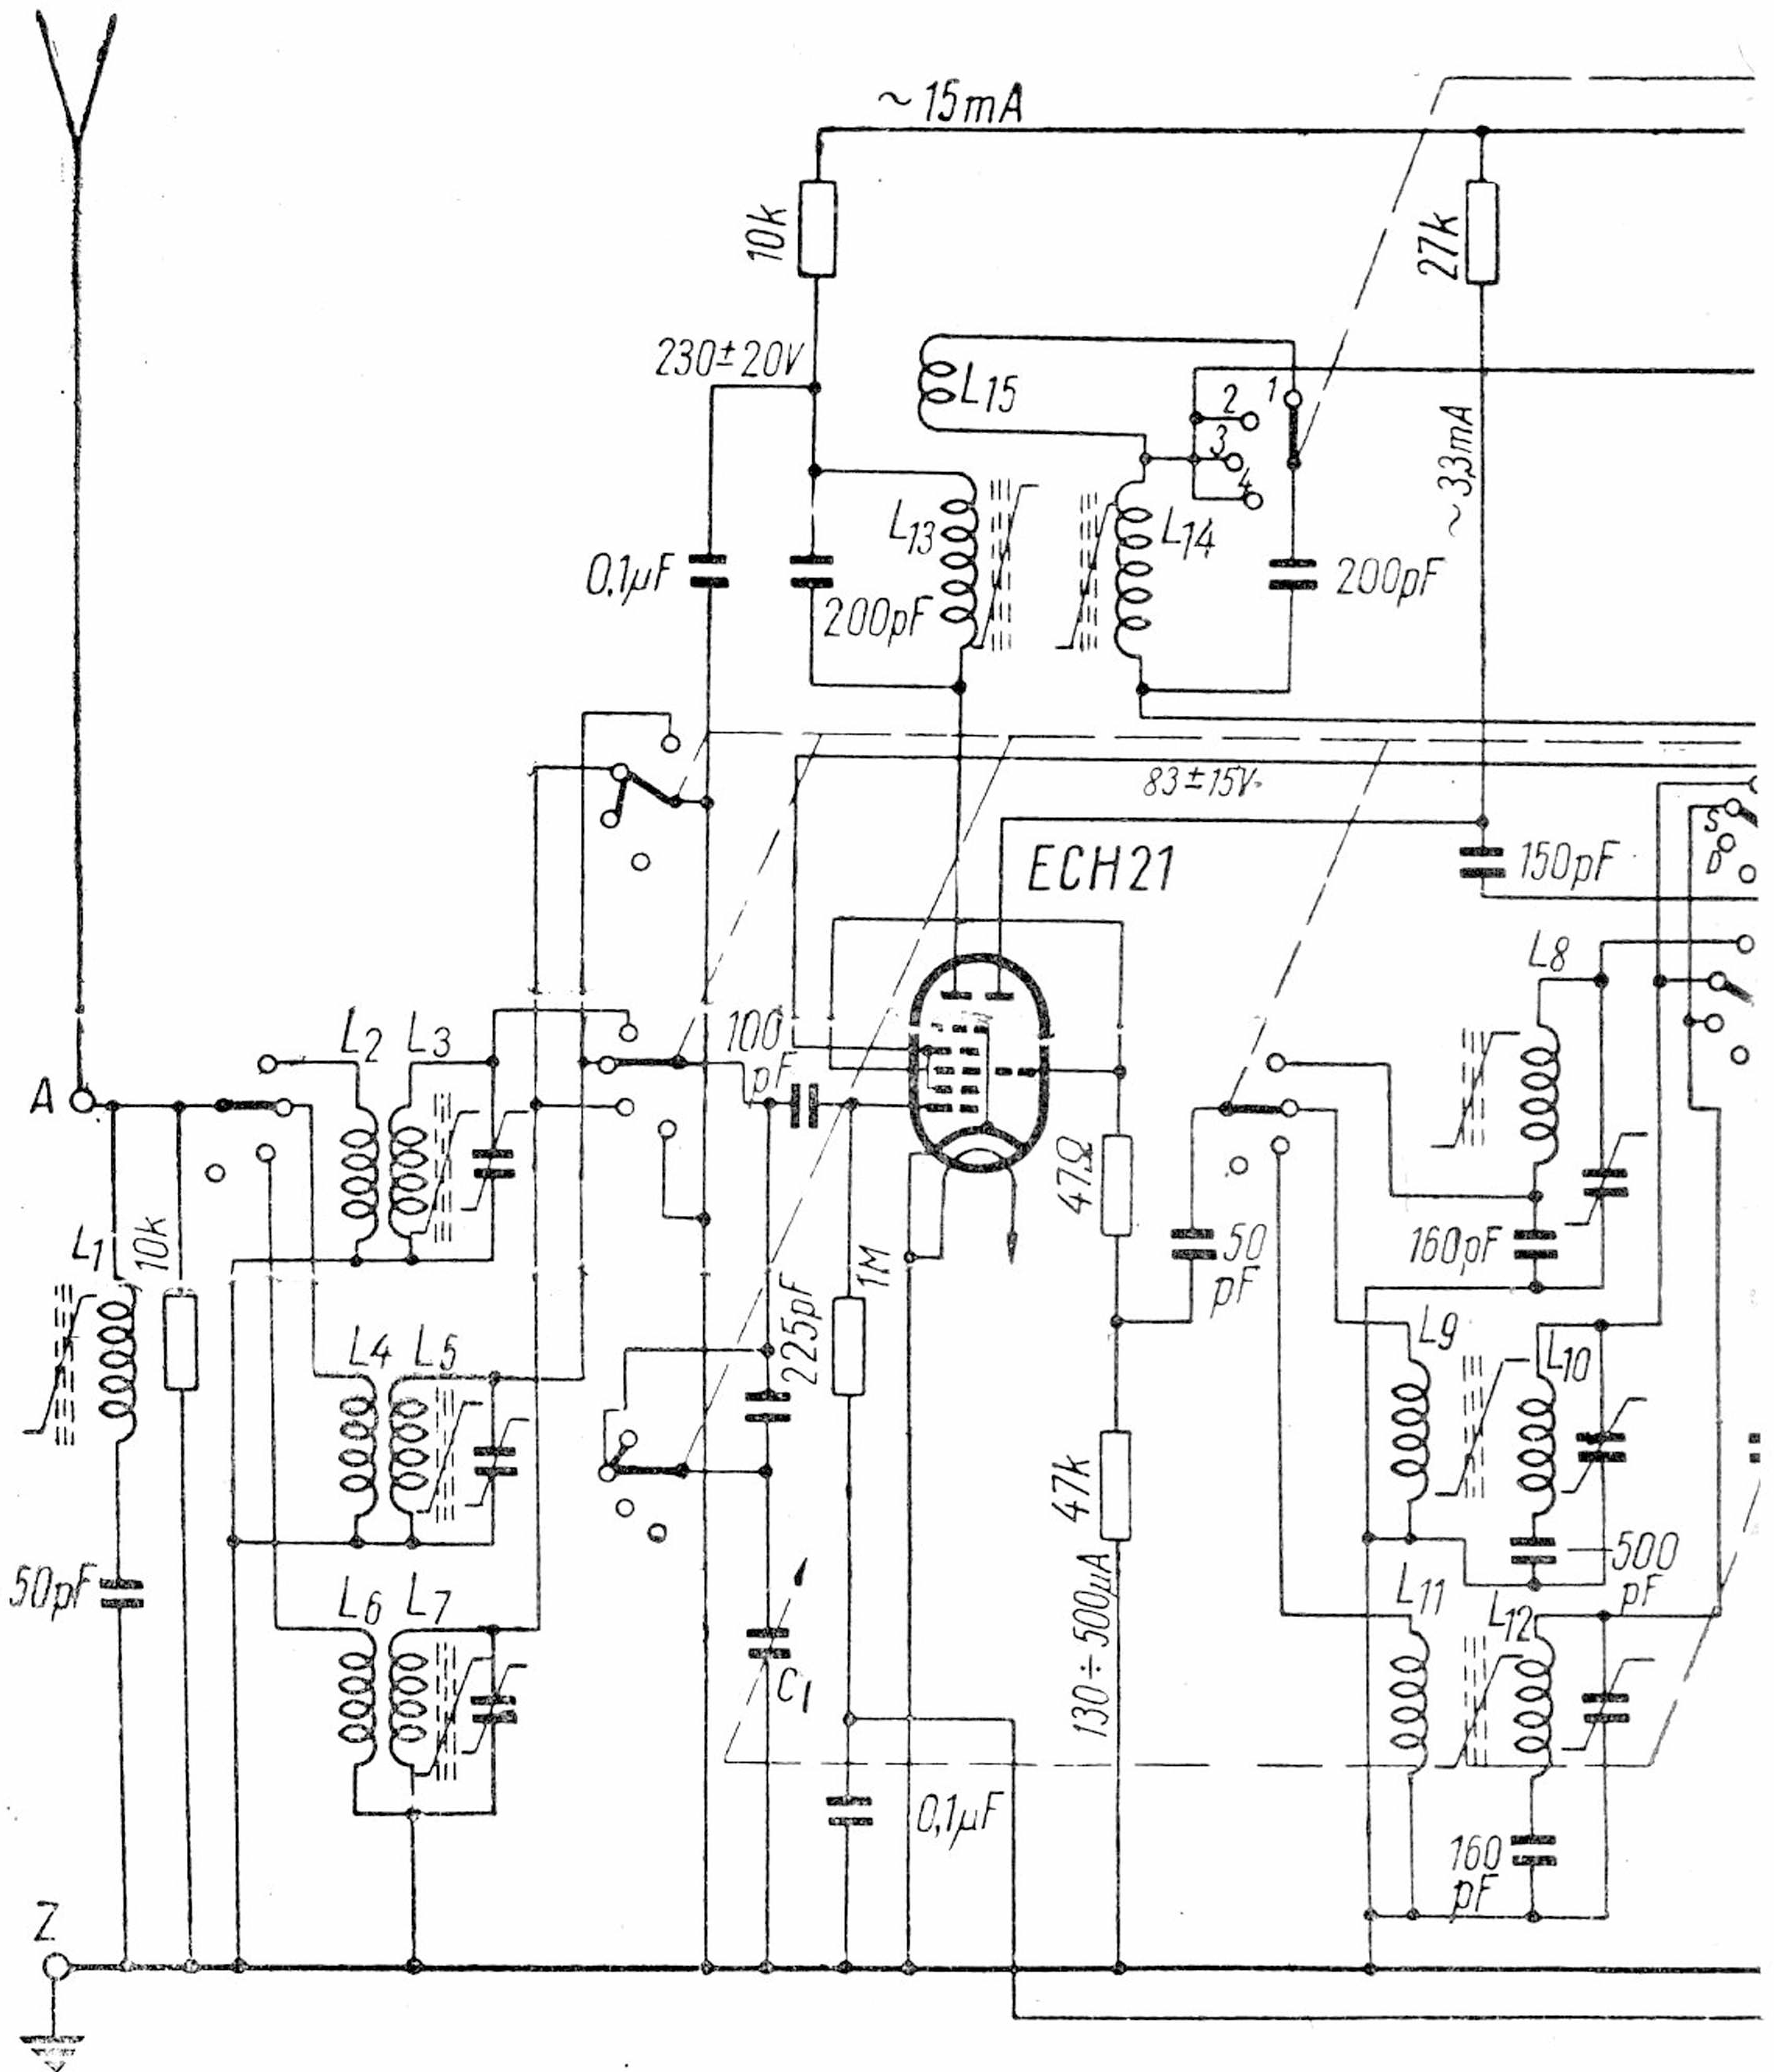 ~15mA
10k
27k
230±20V
L15
1
2
3
4
~3,3mA
L13
L14
0,1μF
200pF
200pF
83±15V
S
D
ECH21
150pF
L8
100
pF
L2
L3
A
47Ω
50
pF
160pF
L1
10k
1M
225pF
L9
L10
L4
L5
47k
500
pF
50pF
L6
L7
L11
L12
130÷500μA
C1
0,1μF
160
pF
Z